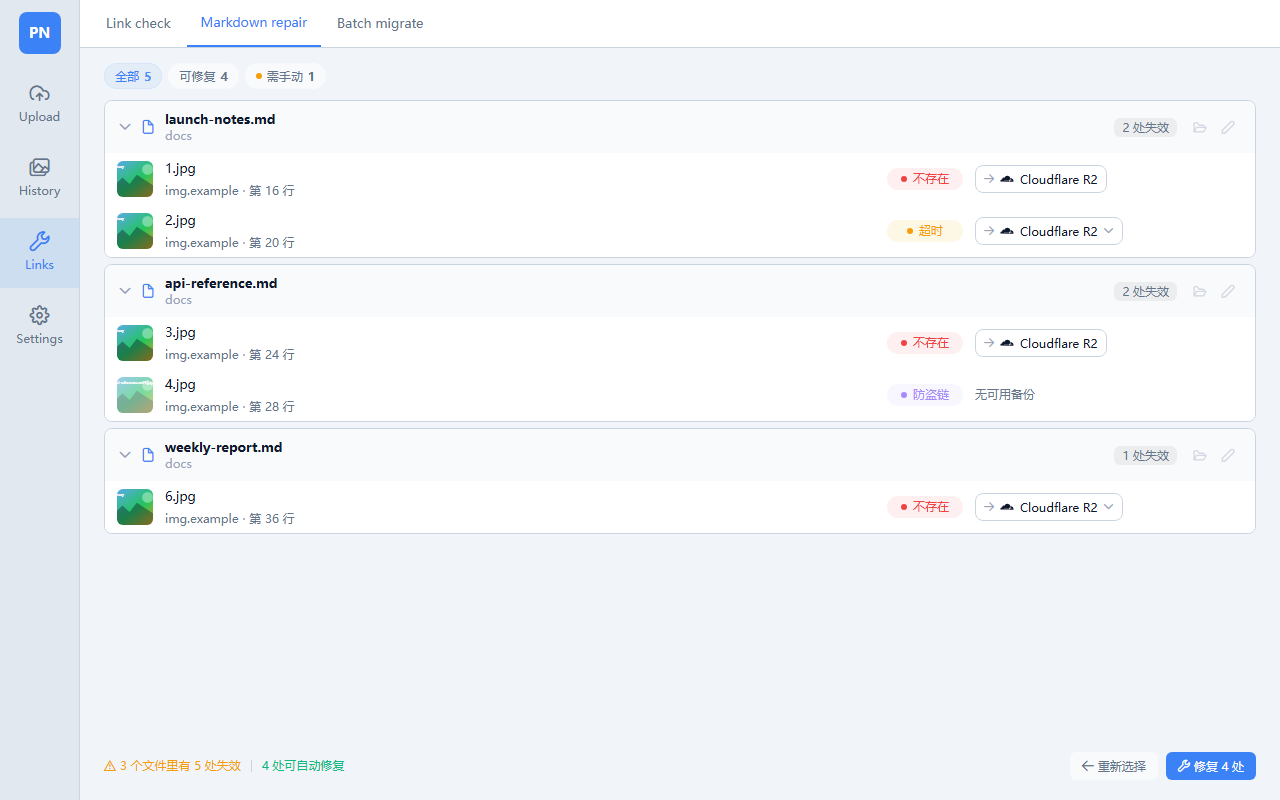 PN
Upload
History
Links
Settings
Link check
Markdown repair
Batch migrate
全部 5
可修复 4
需手动 1
launch-notes.md
docs
2 处失效
1.jpg
img.example · 第 16 行
不存在
Cloudflare R2
2.jpg
img.example · 第 20 行
超时
Cloudflare R2
api-reference.md
docs
2 处失效
3.jpg
img.example · 第 24 行
不存在
Cloudflare R2
4.jpg
img.example · 第 28 行
防盗链
无可用备份
weekly-report.md
docs
1 处失效
6.jpg
img.example · 第 36 行
不存在
Cloudflare R2
3 个文件里有 5 处失效
4 处可自动修复
重新选择
修复 4 处